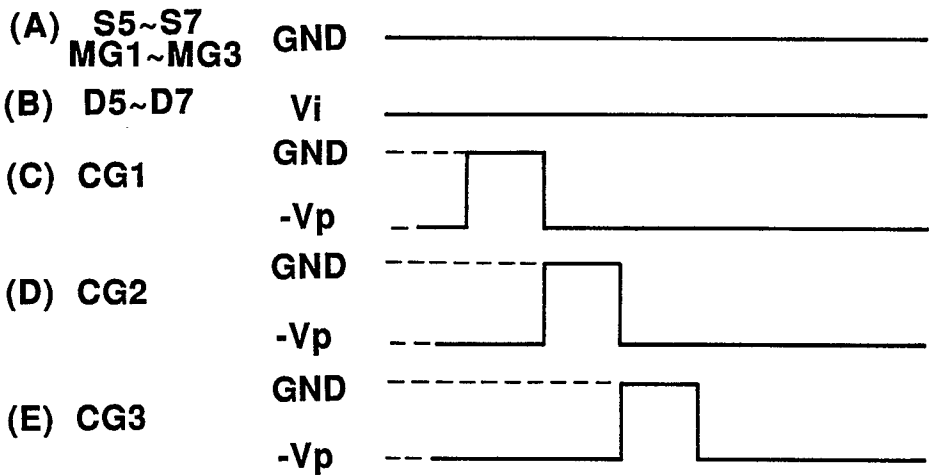 (A) S5~S7 GND
MG1~MG3
(B) D5~D7 Vi
(C) CG1 GND
-Vp
(D) CG2 GND
-Vp
(E) CG3 GND
-Vp